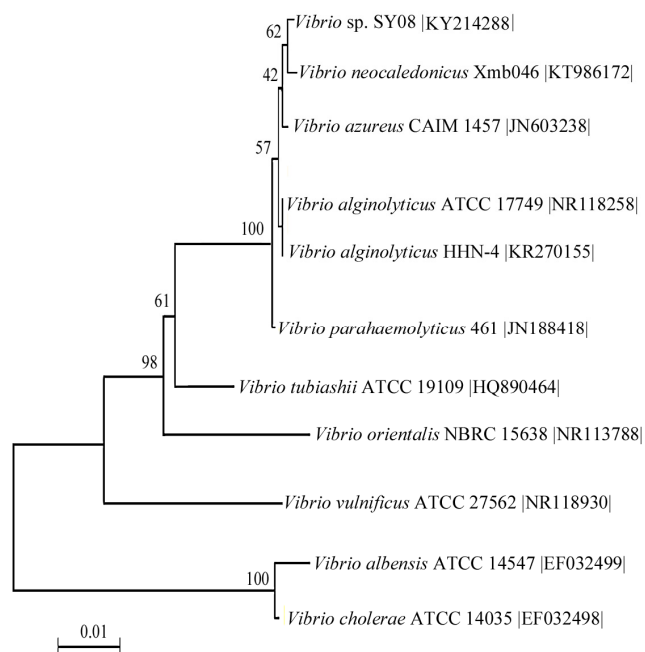 Vibrio sp. SY08 |KY214288|
62
Vibrio neocaledonicus Xmb046 |KT986172|
42
Vibrio azureus CAIM 1457 |JN603238|
57
Vibrio alginolyticus ATCC 17749 |NR118258|
100
Vibrio alginolyticus HHN-4 |KR270155|
61
Vibrio parahaemolyticus 461 |JN188418|
98
Vibrio tubiashii ATCC 19109 |HQ890464|
Vibrio orientalis NBRC 15638 |NR113788|
Vibrio vulnificus ATCC 27562 |NR118930|
Vibrio albensis ATCC 14547 |EF032499|
100
Vibrio cholerae ATCC 14035 |EF032498|
0.01